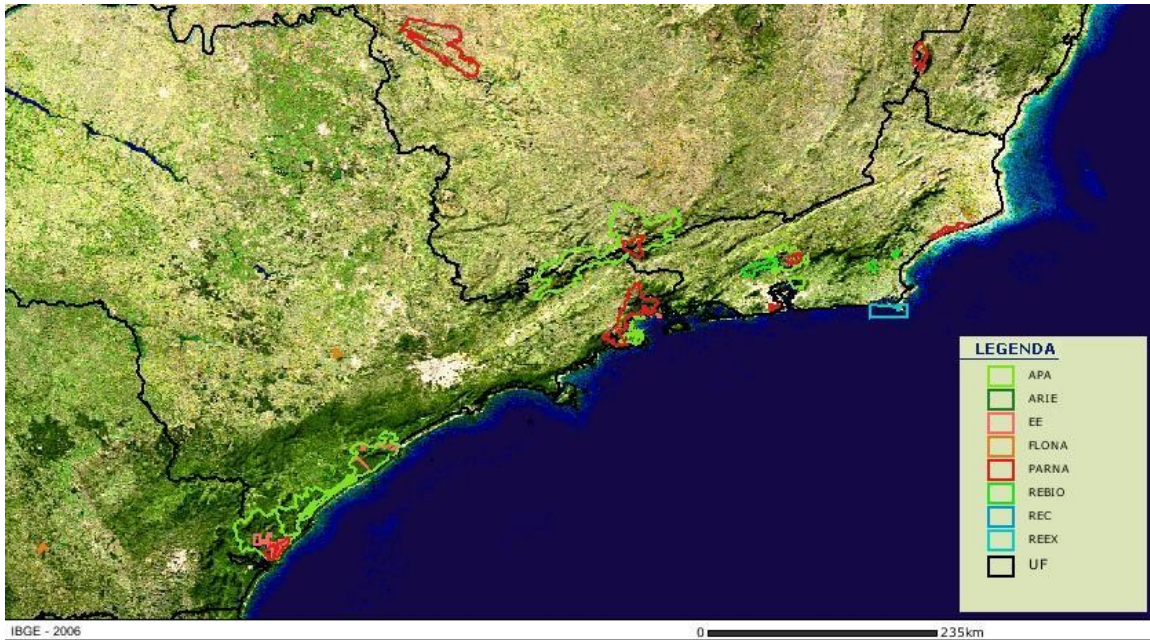 LEGENDA
APA
ARIE
EE
FLONA
PARNA
REBIO
REC
REEX
UF
IBGE - 2006
0 235km